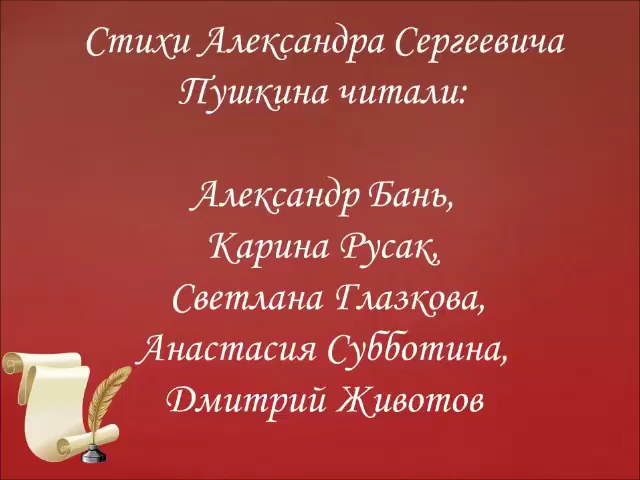 Стихи Александра Сергеевича
Пушкина читали:
Александр Бань,
Карина Русак,
Светлана Глазкова,
Анастасия Субботина,
Дмитрий Животов